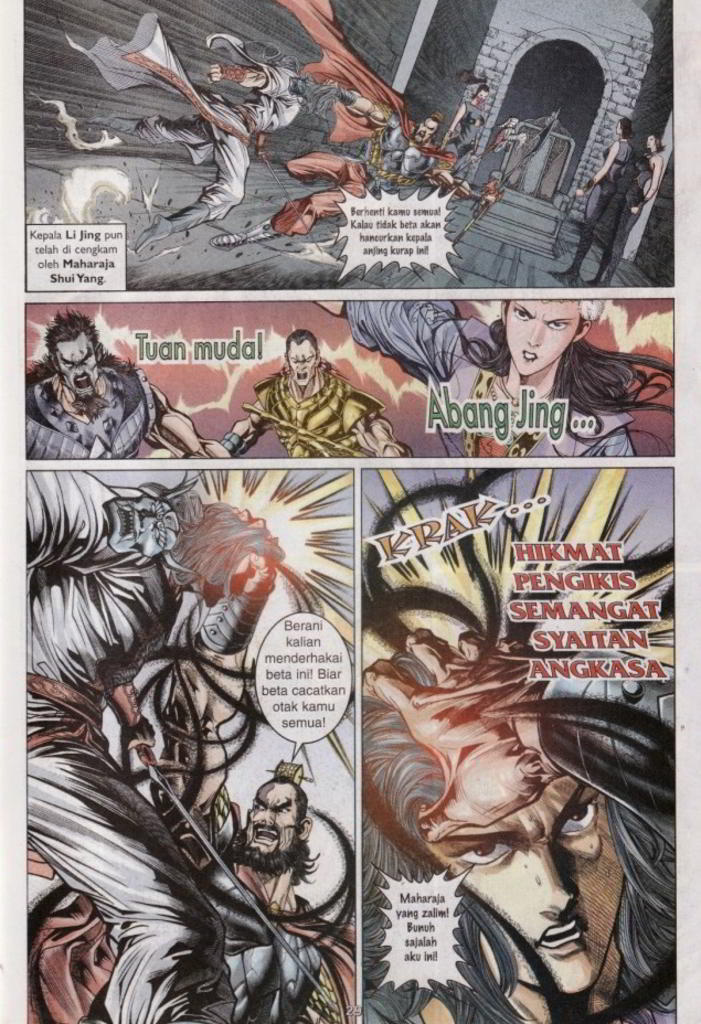 Kepala Li Jing pun
telah di cengkam
oleh Maharaja
Shui Yang.
Berhenti kamu semua!
Kalau tidak beta akan
hancurkan kepala
anjing kurap ini!
Tuan muda!
Abang Jing...
Berani
kalian
menderhakai
beta ini! Biar
beta cacatkan
otak kamu
semua!
KRAK...
HIKMAT
PENGIKIS
SEMANGAT
SYAITAN
ANGKASA
Maharaja
yang zalim!
Bunuh
sajalah
aku ini!
29